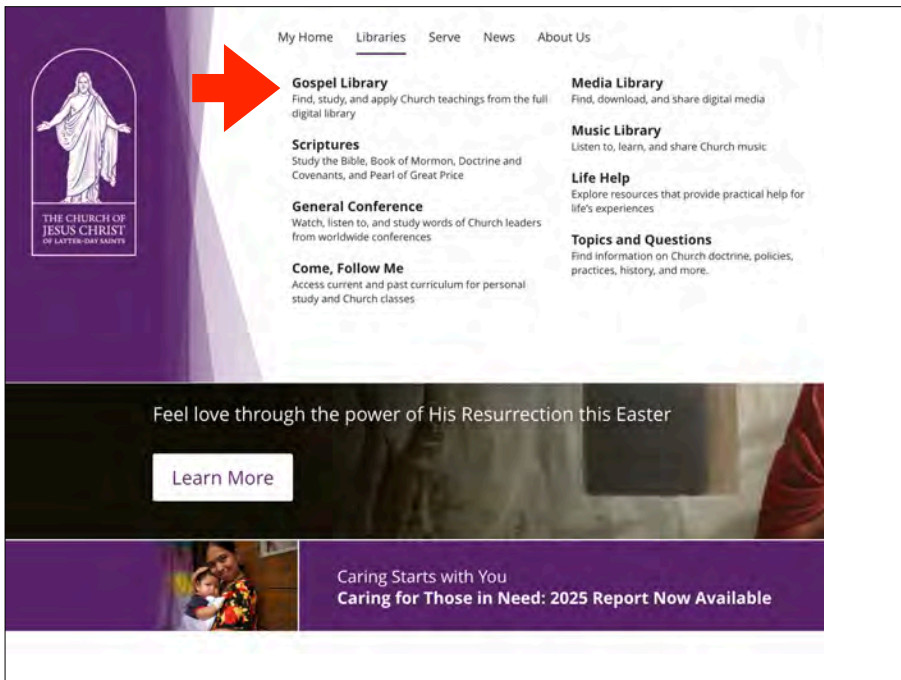 My Home Libraries Serve News About Us
Gospel Library
Find, study, and apply Church teachings from the full
digital library
Scriptures
Study the Bible, Book of Mormon, Doctrine and
Covenants, and Pearl of Great Price
General Conference
Watch, listen to, and study words of Church leaders
from worldwide conferences
Come, Follow Me
Access current and past curriculum for personal
study and Church classes
Media Library
Find, download, and share digital media
Music Library
Listen to, learn, and share Church music
Life Help
Explore resources that provide practical help for
life's experiences
Topics and Questions
Find information on Church doctrine, policies,
practices, history, and more.
THE CHURCH OF
JESUS CHRIST
OF LATTER-DAY SAINTS
Feel love through the power of His Resurrection this Easter
Learn More
Caring Starts with You
Caring for Those in Need: 2025 Report Now Available